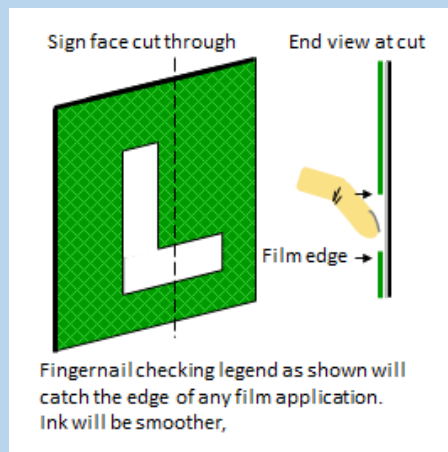 Sign face cut through
End view at cut
L
Film edge
Fingernail checking legend as shown will
catch the edge of any film application.
Ink will be smoother,